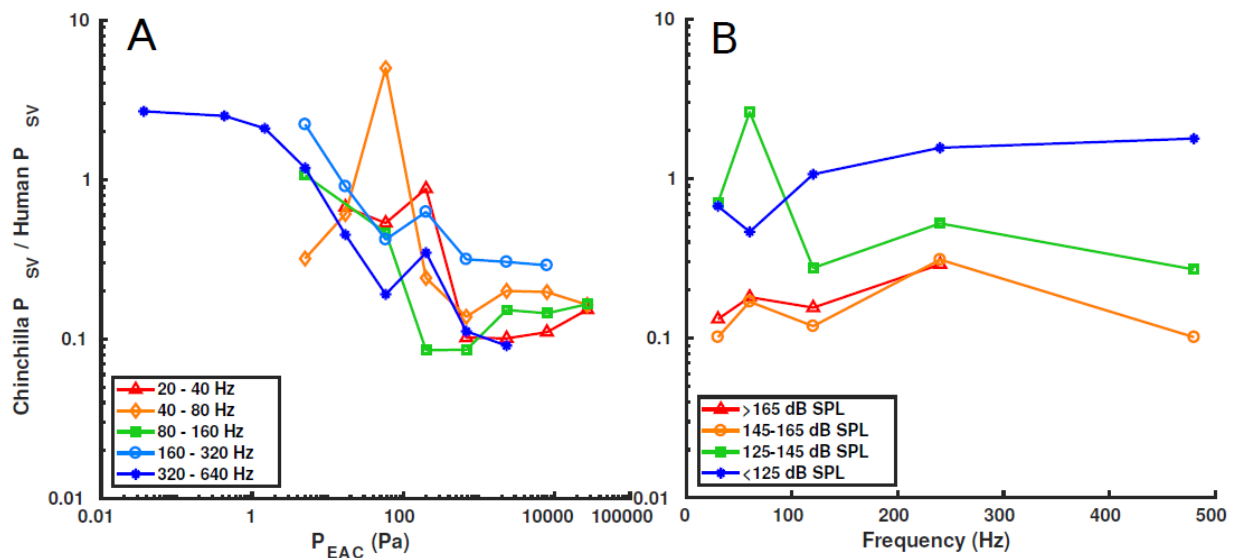 A
10
1
0.1
0.01
Chinchilla P SV / Human P SV
20 - 40 Hz
40 - 80 Hz
80 - 160 Hz
160 - 320 Hz
320 - 640 Hz
0.01
1
100
10000
100000
P EAC (Pa)
B
10
1
0.1
0.01
>165 dB SPL
145-165 dB SPL
125-145 dB SPL
<125 dB SPL
0
100
200
300
400
500
Frequency (Hz)